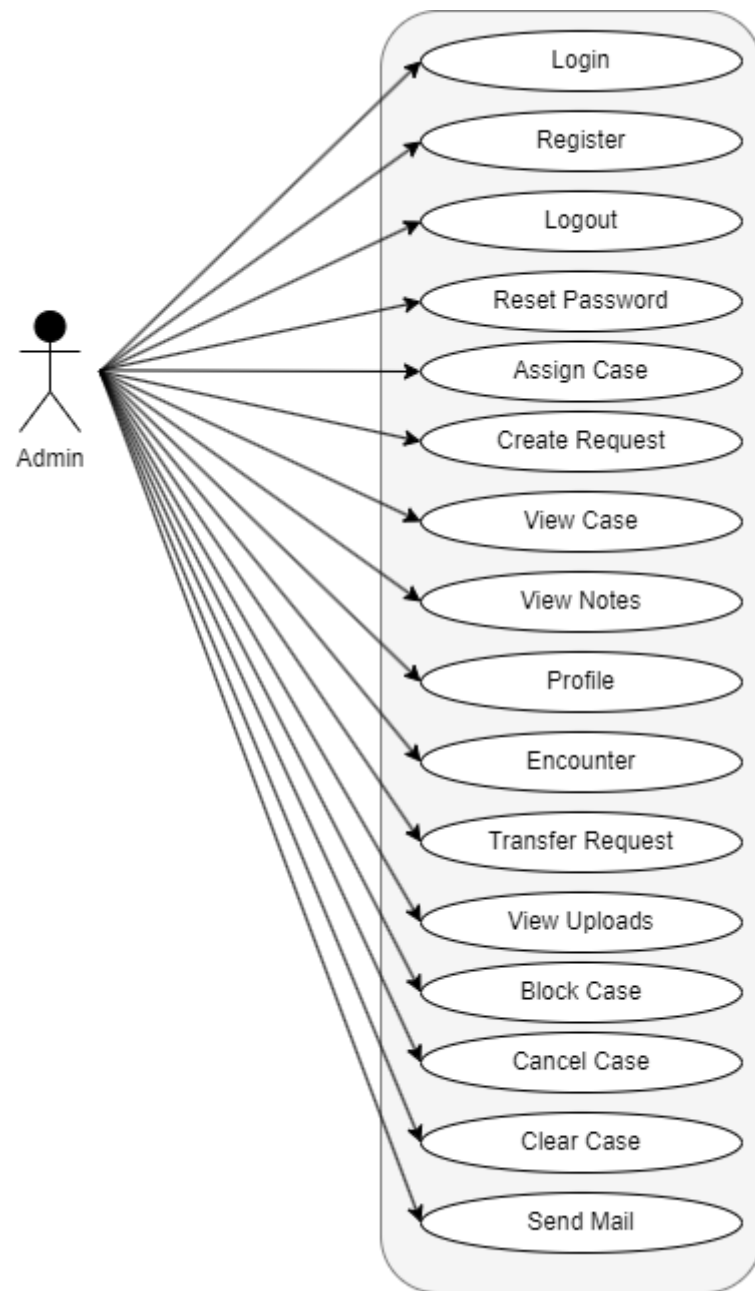 Login
Register
Logout
Reset Password
Assign Case
Admin
Create Request
View Case
View Notes
Profile
Encounter
Transfer Request
View Uploads
Block Case
Cancel Case
Clear Case
Send Mail